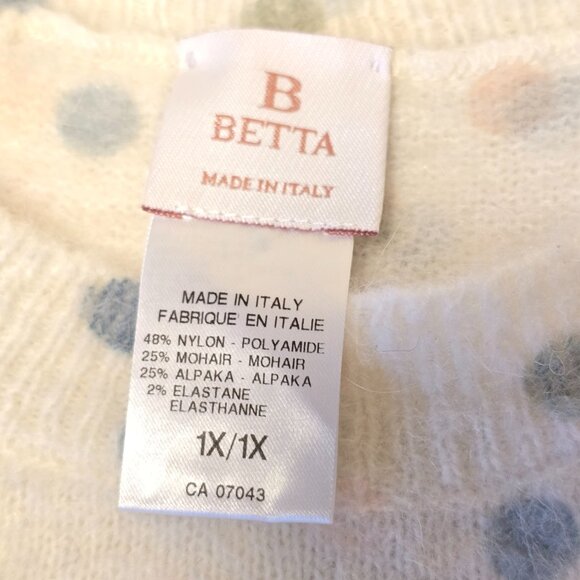 B
BETTA
MADE IN ITALY
MADE IN ITALY
FABRIQUE EN ITALIE
48% NYLON - POLYAMIDE
25% MOHAIR - MOHAIR
25% ALPAKA - ALPAKA
2% ELASTANE
ELASTHANNE
1X/1X
CA 07043